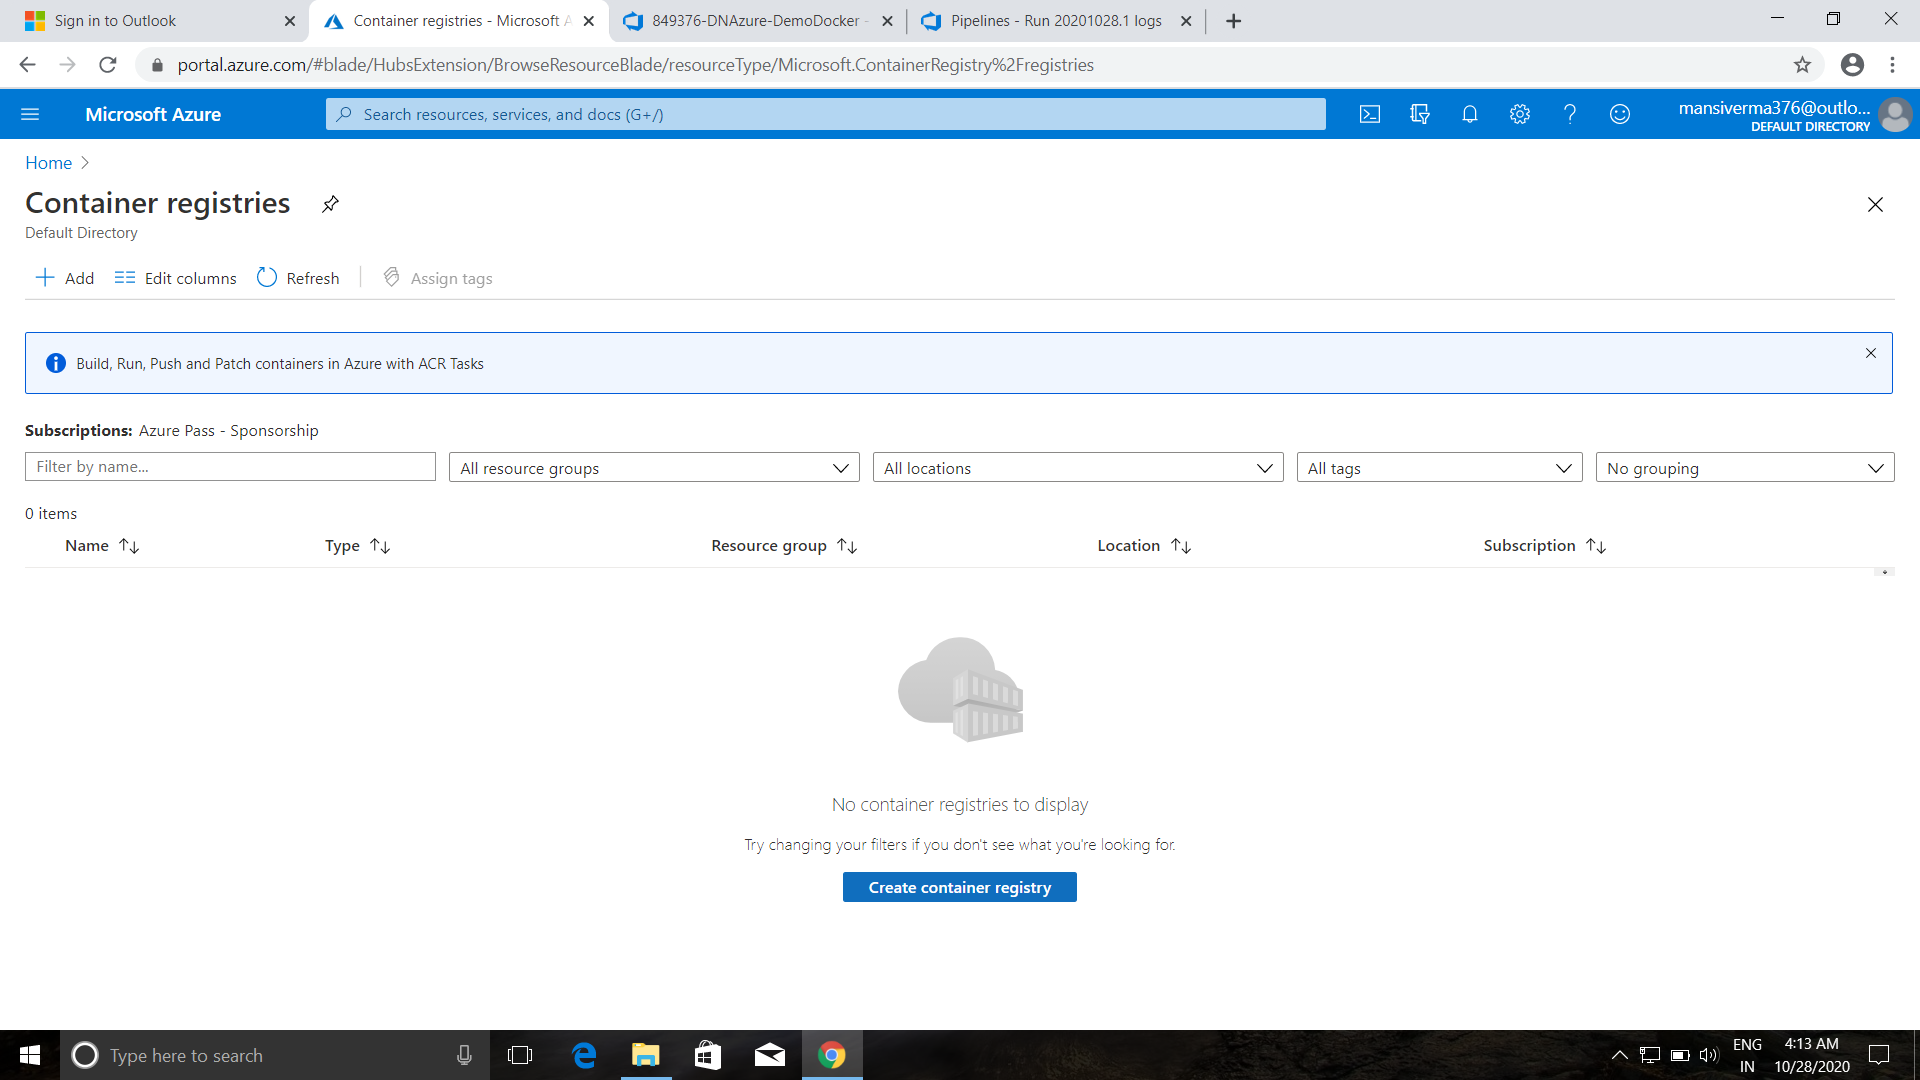 Sign in to Outlook
Container registries - Microsoft A
849376-DNAzure-DemoDocker -
Pipelines - Run 20201028.1 logs
portal.azure.com/#blade/HubsExtension/BrowseResourceBlade/resourceType/Microsoft.ContainerRegistry%2Fregistries
Microsoft Azure
Search resources, services, and docs (G+/)
mansiverma376@outlo...
DEFAULT DIRECTORY
Home
Container registries
Default Directory
Add Edit columns Refresh Assign tags
Build, Run, Push and Patch containers in Azure with ACR Tasks
Subscriptions: Azure Pass - Sponsorship
Filter by name... All resource groups All locations All tags No grouping
0 items
Name Type Resource group Location Subscription
No container registries to display
Try changing your filters if you don't see what you're looking for.
Create container registry
Type here to search
ENG
IN
4:13 AM
10/28/2020